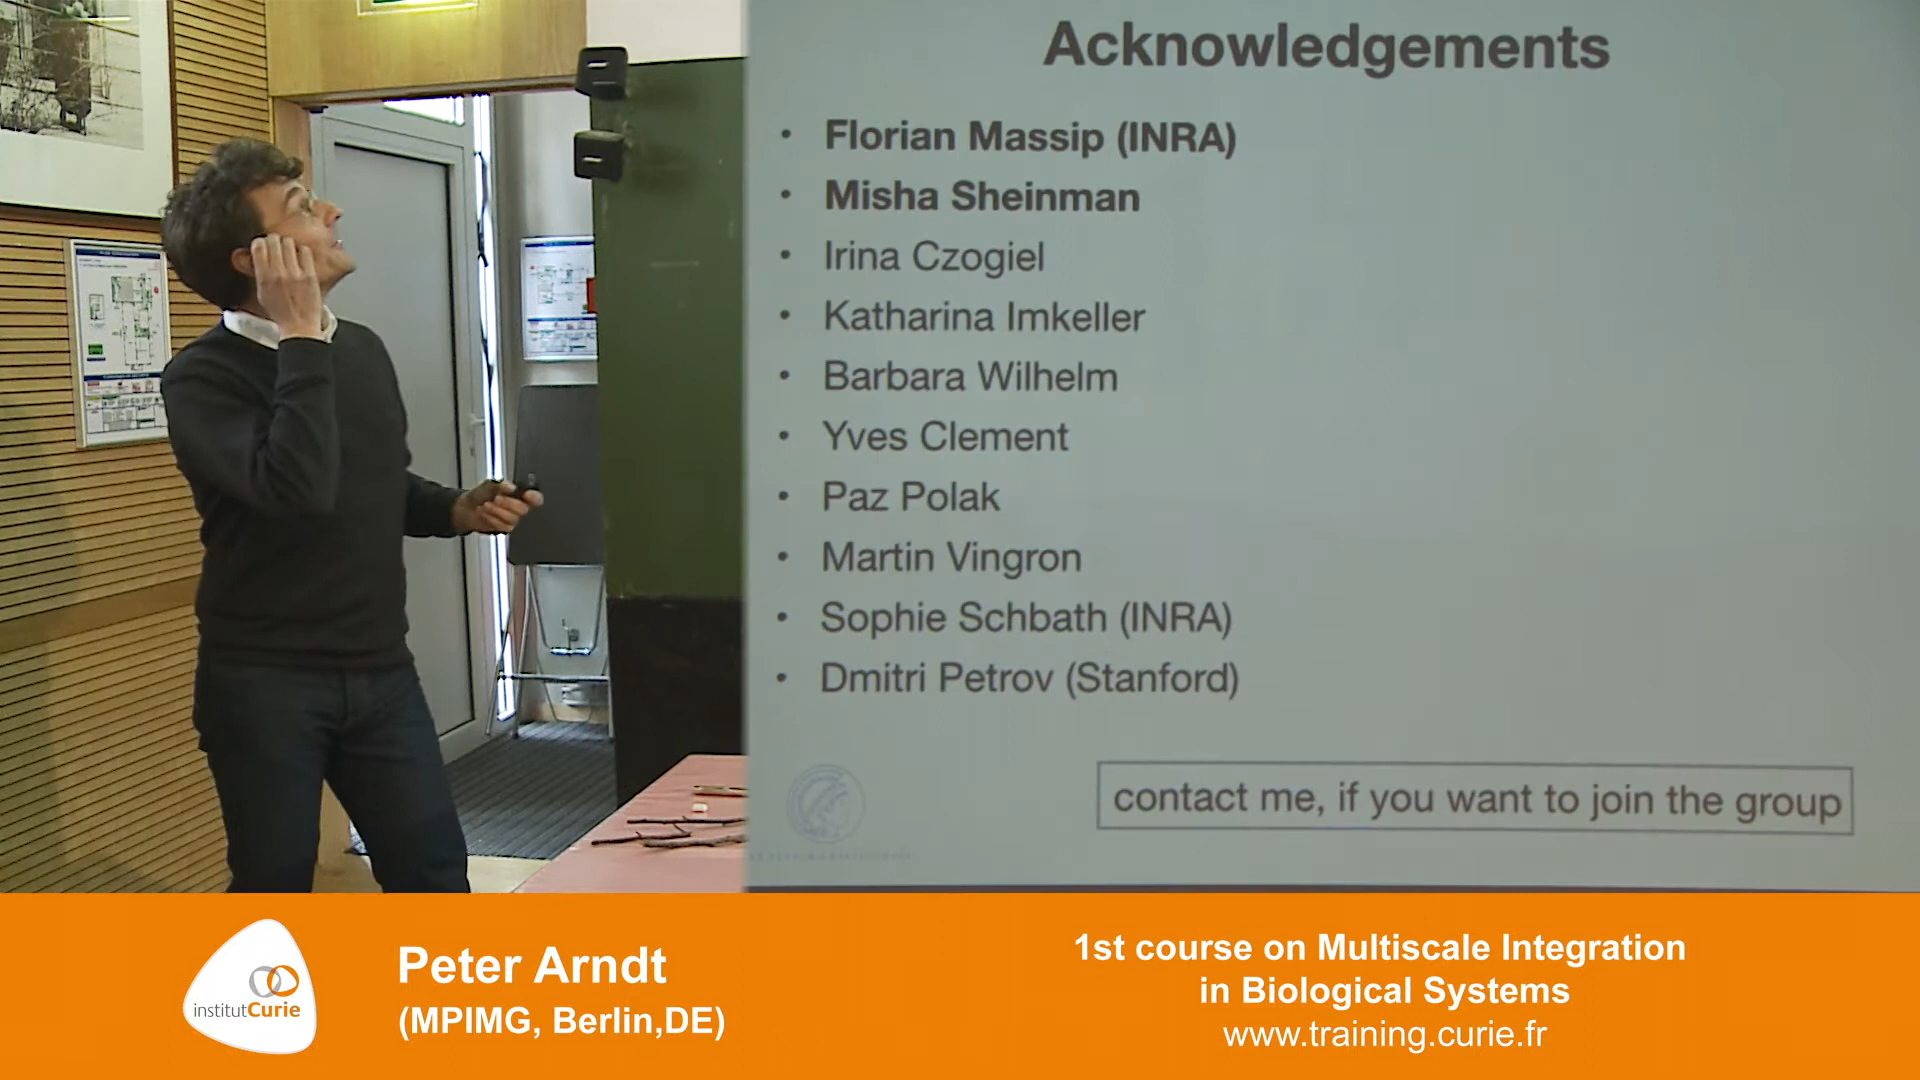 Acknowledgements
• Florian Massip (INRA)
• Misha Sheinman
• Irina Czogiel
• Katharina Imkeller
• Barbara Wilhelm
• Yves Clement
• Paz Polak
• Martin Vingron
• Sophie Schbath (INRA)
• Dmitri Petrov (Stanford)
contact me, if you want to join the group
institutCurie
Peter Arndt
(MPIMG, Berlin,DE)
1st course on Multiscale Integration
in Biological Systems
www.training.curie.fr